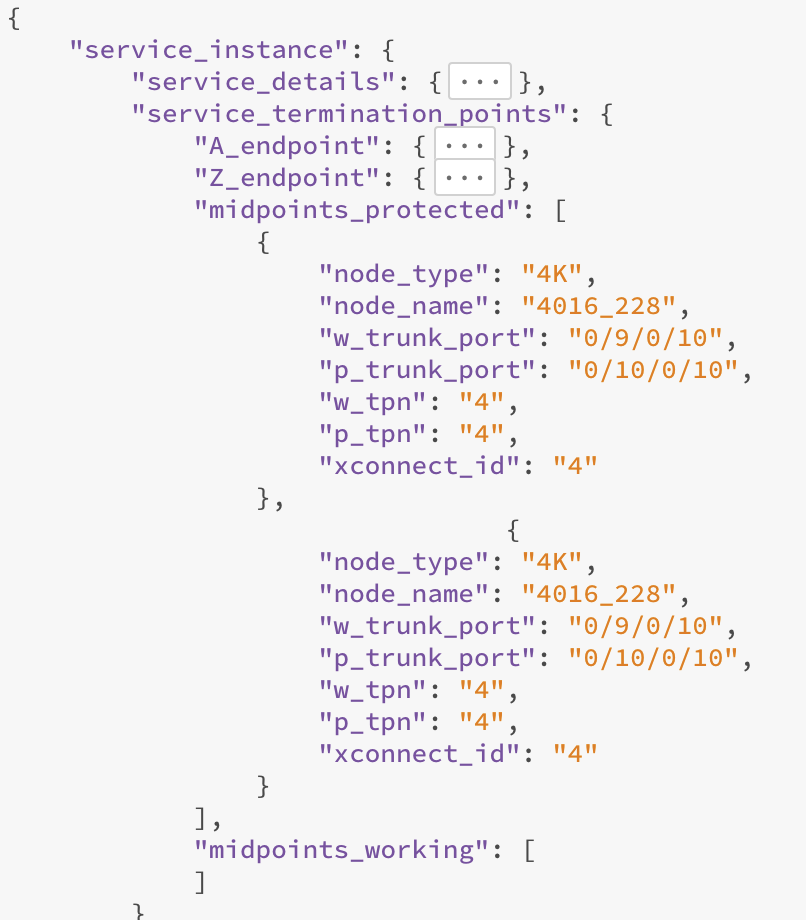 {
    "service_instance": {
        "service_details": {...},
        "service_termination_points": {
            "A_endpoint": {...},
            "Z_endpoint": {...},
            "midpoints_protected": [
                {
                    "node_type": "4K",
                    "node_name": "4016_228",
                    "w_trunk_port": "0/9/0/10",
                    "p_trunk_port": "0/10/0/10",
                    "w_tpn": "4",
                    "p_tpn": "4",
                    "xconnect_id": "4"
                },
                                {
                    "node_type": "4K",
                    "node_name": "4016_228",
                    "w_trunk_port": "0/9/0/10",
                    "p_trunk_port": "0/10/0/10",
                    "w_tpn": "4",
                    "p_tpn": "4",
                    "xconnect_id": "4"
                }
            ],
            "midpoints_working": [
            ]
        }